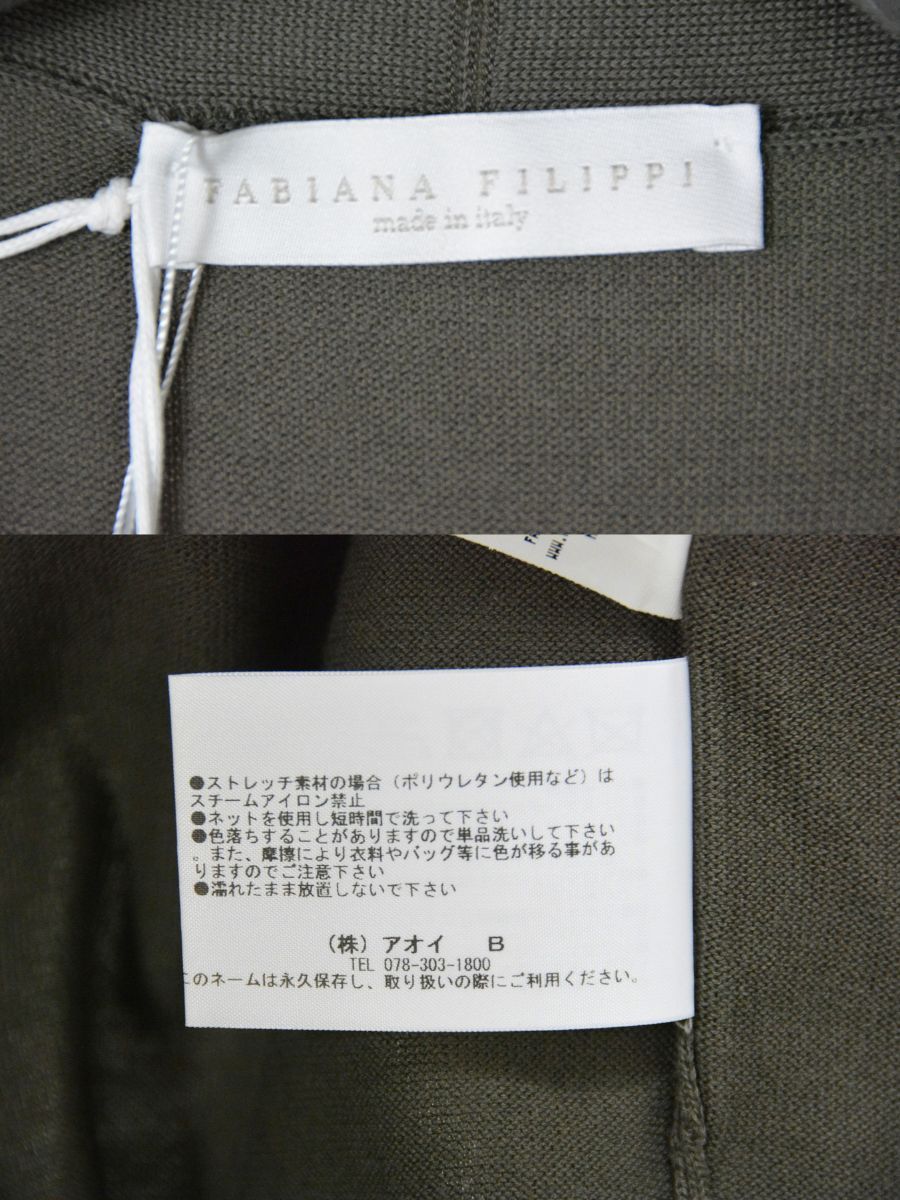 FABIANA FILIPPI
made in italy
●ストレッチ素材の場合(ポリウレタン使用など)は
スチームアイロン禁止
●ネットを使用し短時間で洗って下さい
●色落ちすることがありますので単品洗いして下さい
。また、摩擦により衣料やバッグ等に色が移る事があ
りますのでご注意下さい
●濡れたまま放置しないで下さい
(株)アオイ B
TEL 078-303-1800
このネームは永久保存し、取り扱いの際にご利用ください。